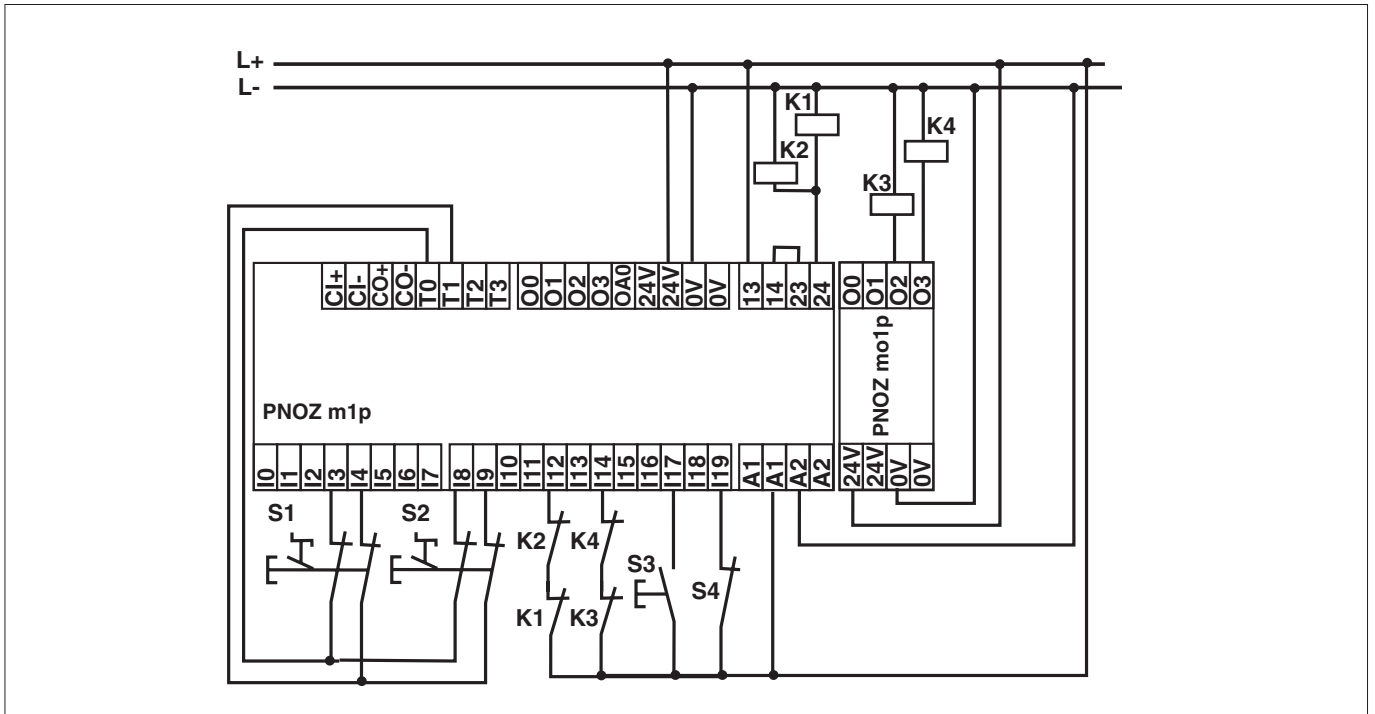 L+
L-
K1
K2
K4
K3
CI+ CI- CO+ CO- T0 T1 T2 T3 O0 O1 O2 O3 OA0 24V 24V 0V 0V 13 14 23 24 O0 O1 O2 O3
PNOZ m1p
PNOZ mo1p
I0 I1 I2 I3 I4 I5 I6 I7 I8 I9 I10 I11 I12 I13 I14 I15 I16 I17 I18 I19 A1 A1 A2 A2 24V 24V 0V 0V
S1 S2
K2 K4
S3
S4
K1 K3